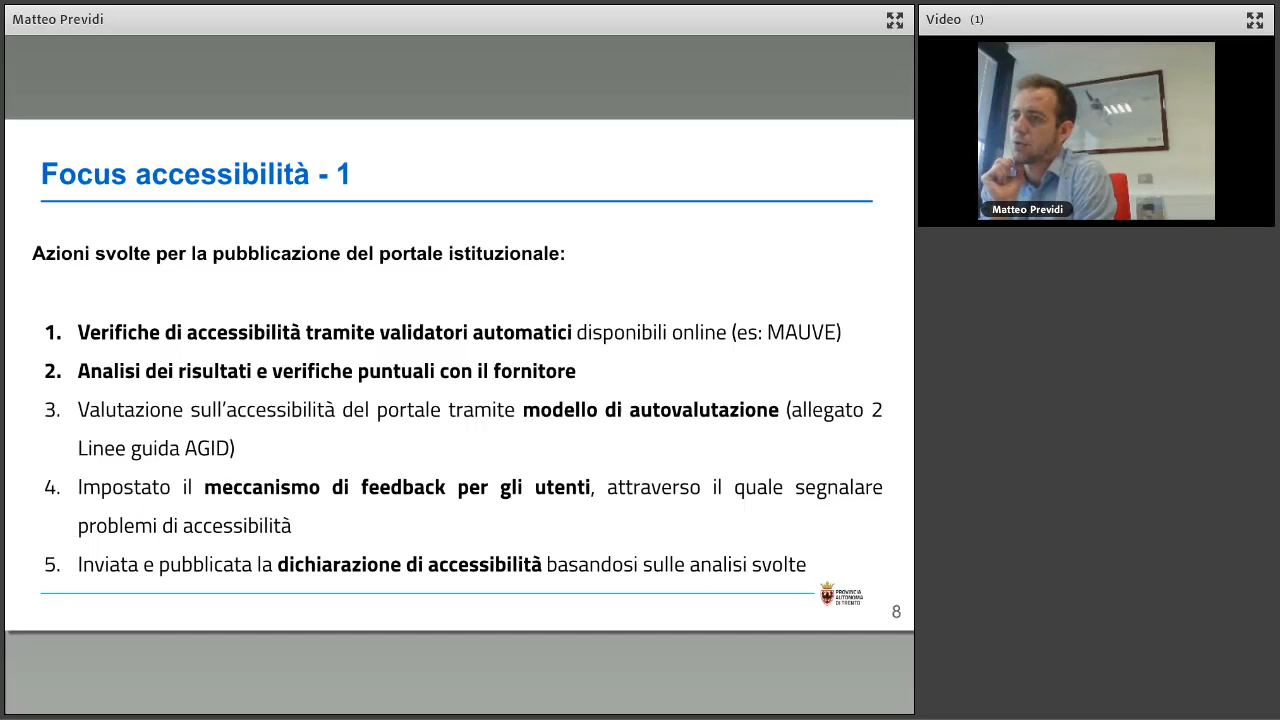 Matteo Previdi
Video (1)
Matteo Previdi
Focus accessibilità - 1
Azioni svolte per la pubblicazione del portale istituzionale:
1. Verifiche di accessibilità tramite validatori automatici disponibili online (es: MAUVE)
2. Analisi dei risultati e verifiche puntuali con il fornitore
3. Valutazione sull'accessibilità del portale tramite modello di autovalutazione (allegato 2
Linee guida AGID)
4. Impostato il meccanismo di feedback per gli utenti, attraverso il quale segnalare
problemi di accessibilità
5. Inviata e pubblicata la dichiarazione di accessibilità basandosi sulle analisi svolte
PROVINCIA
AUTONOMA
DI TRENTO
8